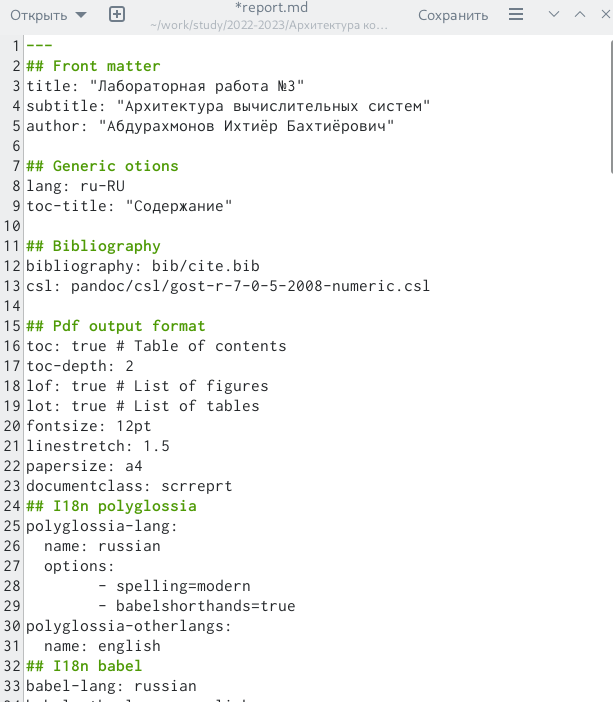 Открыть
*report.md
~/work/study/2022-2023/Архитектура ко...
Сохранить
1 ---
2 ## Front matter
3 title: "Лабораторная работа №3"
4 subtitle: "Архитектура вычислительных систем"
5 author: "Абдурахмонов Ихтиёр Бахтиёрович"
6
7 ## Generic otions
8 lang: ru-RU
9 toc-title: "Содержание"
10
11 ## Bibliography
12 bibliography: bib/cite.bib
13 csl: pandoc/csl/gost-r-7-0-5-2008-numeric.csl
14
15 ## Pdf output format
16 toc: true # Table of contents
17 toc-depth: 2
18 lof: true # List of figures
19 lot: true # List of tables
20 fontsize: 12pt
21 linestretch: 1.5
22 papersize: a4
23 documentclass: scrreprt
24 ## I18n polyglossia
25 polyglossia-lang:
26   name: russian
27   options:
28         - spelling=modern
29         - babelshorthands=true
30 polyglossia-otherlangs:
31   name: english
32 ## I18n babel
33 babel-lang: russian